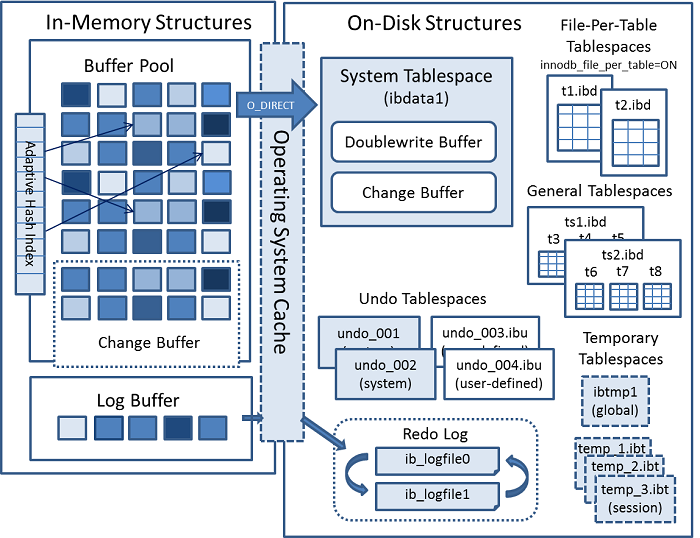 In-Memory Structures
Buffer Pool
Adaptive Hash Index
Change Buffer
Log Buffer
O_DIRECT
Operating System Cache
On-Disk Structures
System Tablespace
(ibdata1)
Doublewrite Buffer
Change Buffer
File-Per-Table
Tablespaces
innodb_file_per_table=ON
t1.ibd
t2.ibd
General Tablespaces
ts1.ibd
t3
ts2.ibd
t6 t7 t8
Undo Tablespaces
undo_001
undo_002
(system)
undo_003.ibu
undo_004.ibu
(user-defined)
Temporary
Tablespaces
ibtmp1
(global)
temp_1.ibt
temp_2.ibt
temp_3.ibt
(session)
Redo Log
ib_logfile0
ib_logfile1